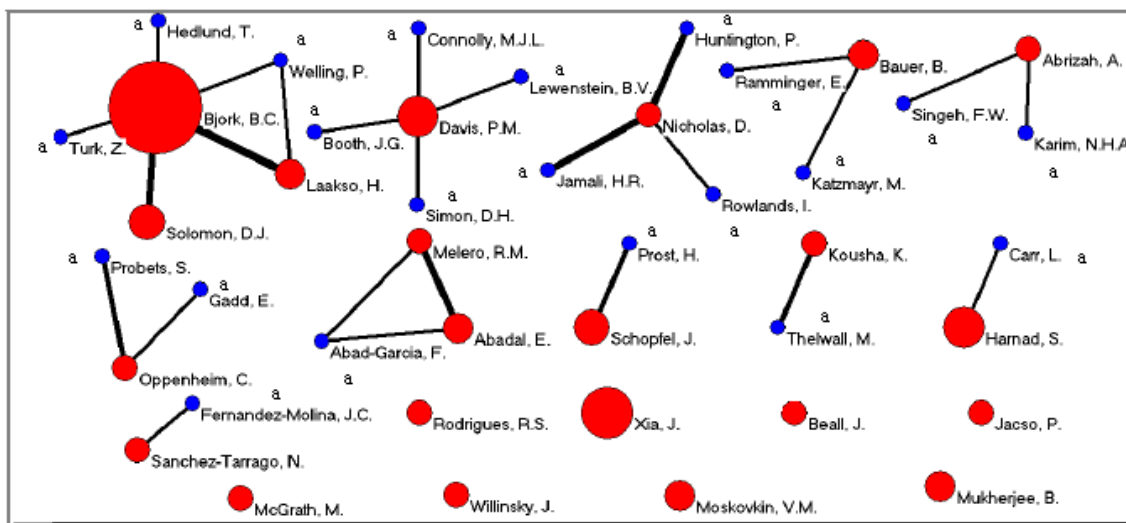 a
Hedlund, T.
a
Welling, P.
Bjork, B.C.
a
Turk, Z.
Laakso, H.
Solomon, D.J.
a
Connolly, M.J.L.
a
Lewenstein, B.V.
Davis, P.M.
a
Booth, J.G.
a
Simon, D.H.
a
Huntington, P.
Nicholas, D.
a
Jamali, H.R.
Rowlands, I.
a
Bauer, B.
Ramminger, E.
a
a
Katzmayr, M.
Abrizah, A.
Singeh, F.W.
a
Karim, N.H.A
a
a
Probets, S.
a
Gadd, E.
Oppenheim, C.
Melero, R.M.
Abadal, E.
Abad-Garcia, F.
a
a
Prost, H.
Schopfel, J.
Kousha, K.
a
Thelwall, M.
Carr, L.
a
Harnad, S.
a
Fernandez-Molina, J.C.
Sanchez-Tarrago, N.
Rodrigues, R.S.
Xia, J.
Beall, J.
Jacso, P.
McGrath, M.
Willinsky, J.
Moskovkin, V.M.
Mukherjee, B.